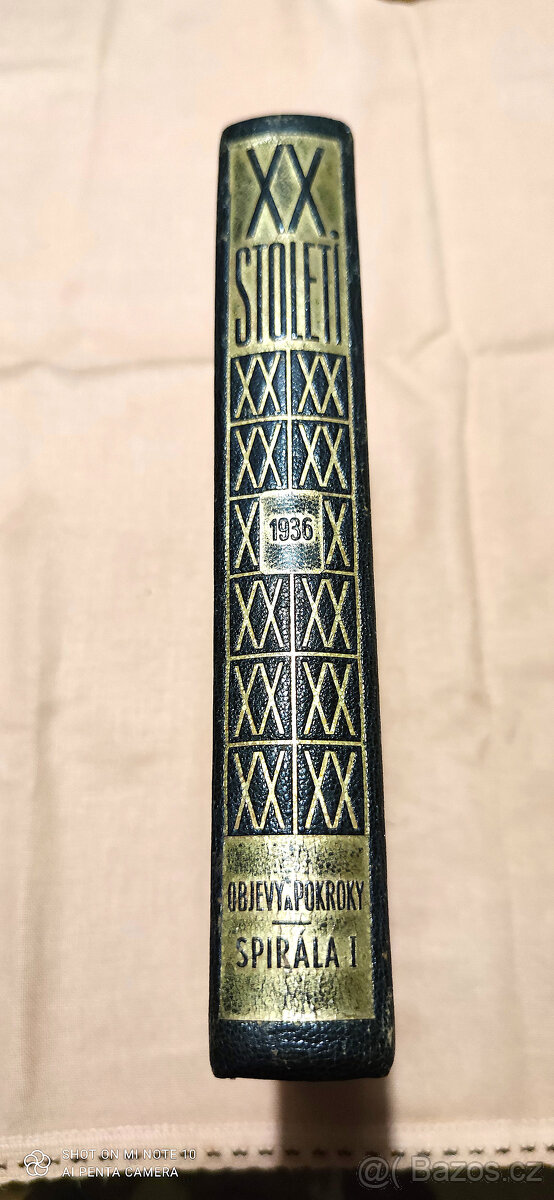 XX.
STOLETÍ
XX XX
XX XX
X 1936 X
XX XX
XX XX
XX XX
OBJEVY A POKROKY
SPIRÁLA I
SHOT ON MI NOTE 10
AI PENTA CAMERA
@( Bazoš.cz